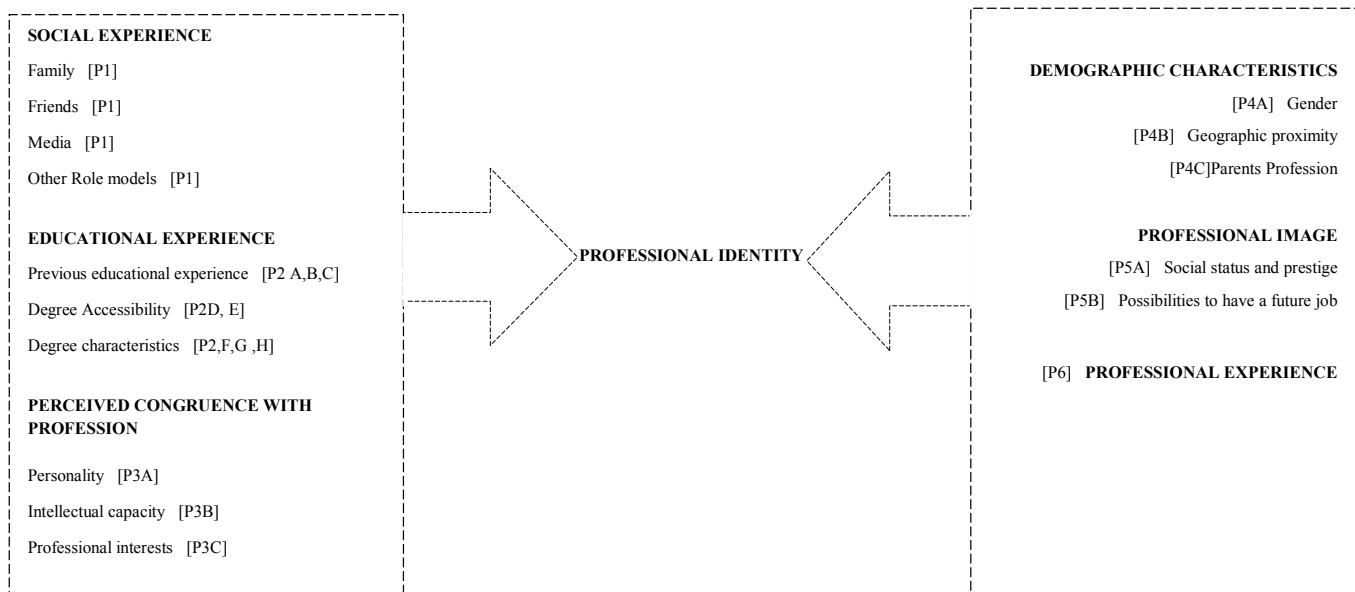 SOCIAL EXPERIENCE
Family [P1]
Friends [P1]
Media [P1]
Other Role models [P1]
EDUCATIONAL EXPERIENCE
Previous educational experience [P2 A,B,C]
Degree Accessibility [P2D, E]
Degree characteristics [P2,F,G ,H]
PERCEIVED CONGRUENCE WITH
PROFESSION
Personality [P3A]
Intellectual capacity [P3B]
Professional interests [P3C]
PROFESSIONAL IDENTITY
DEMOGRAPHIC CHARACTERISTICS
[P4A] Gender
[P4B] Geographic proximity
[P4C]Parents Profession
PROFESSIONAL IMAGE
[P5A] Social status and prestige
[P5B] Possibilities to have a future job
[P6] PROFESSIONAL EXPERIENCE